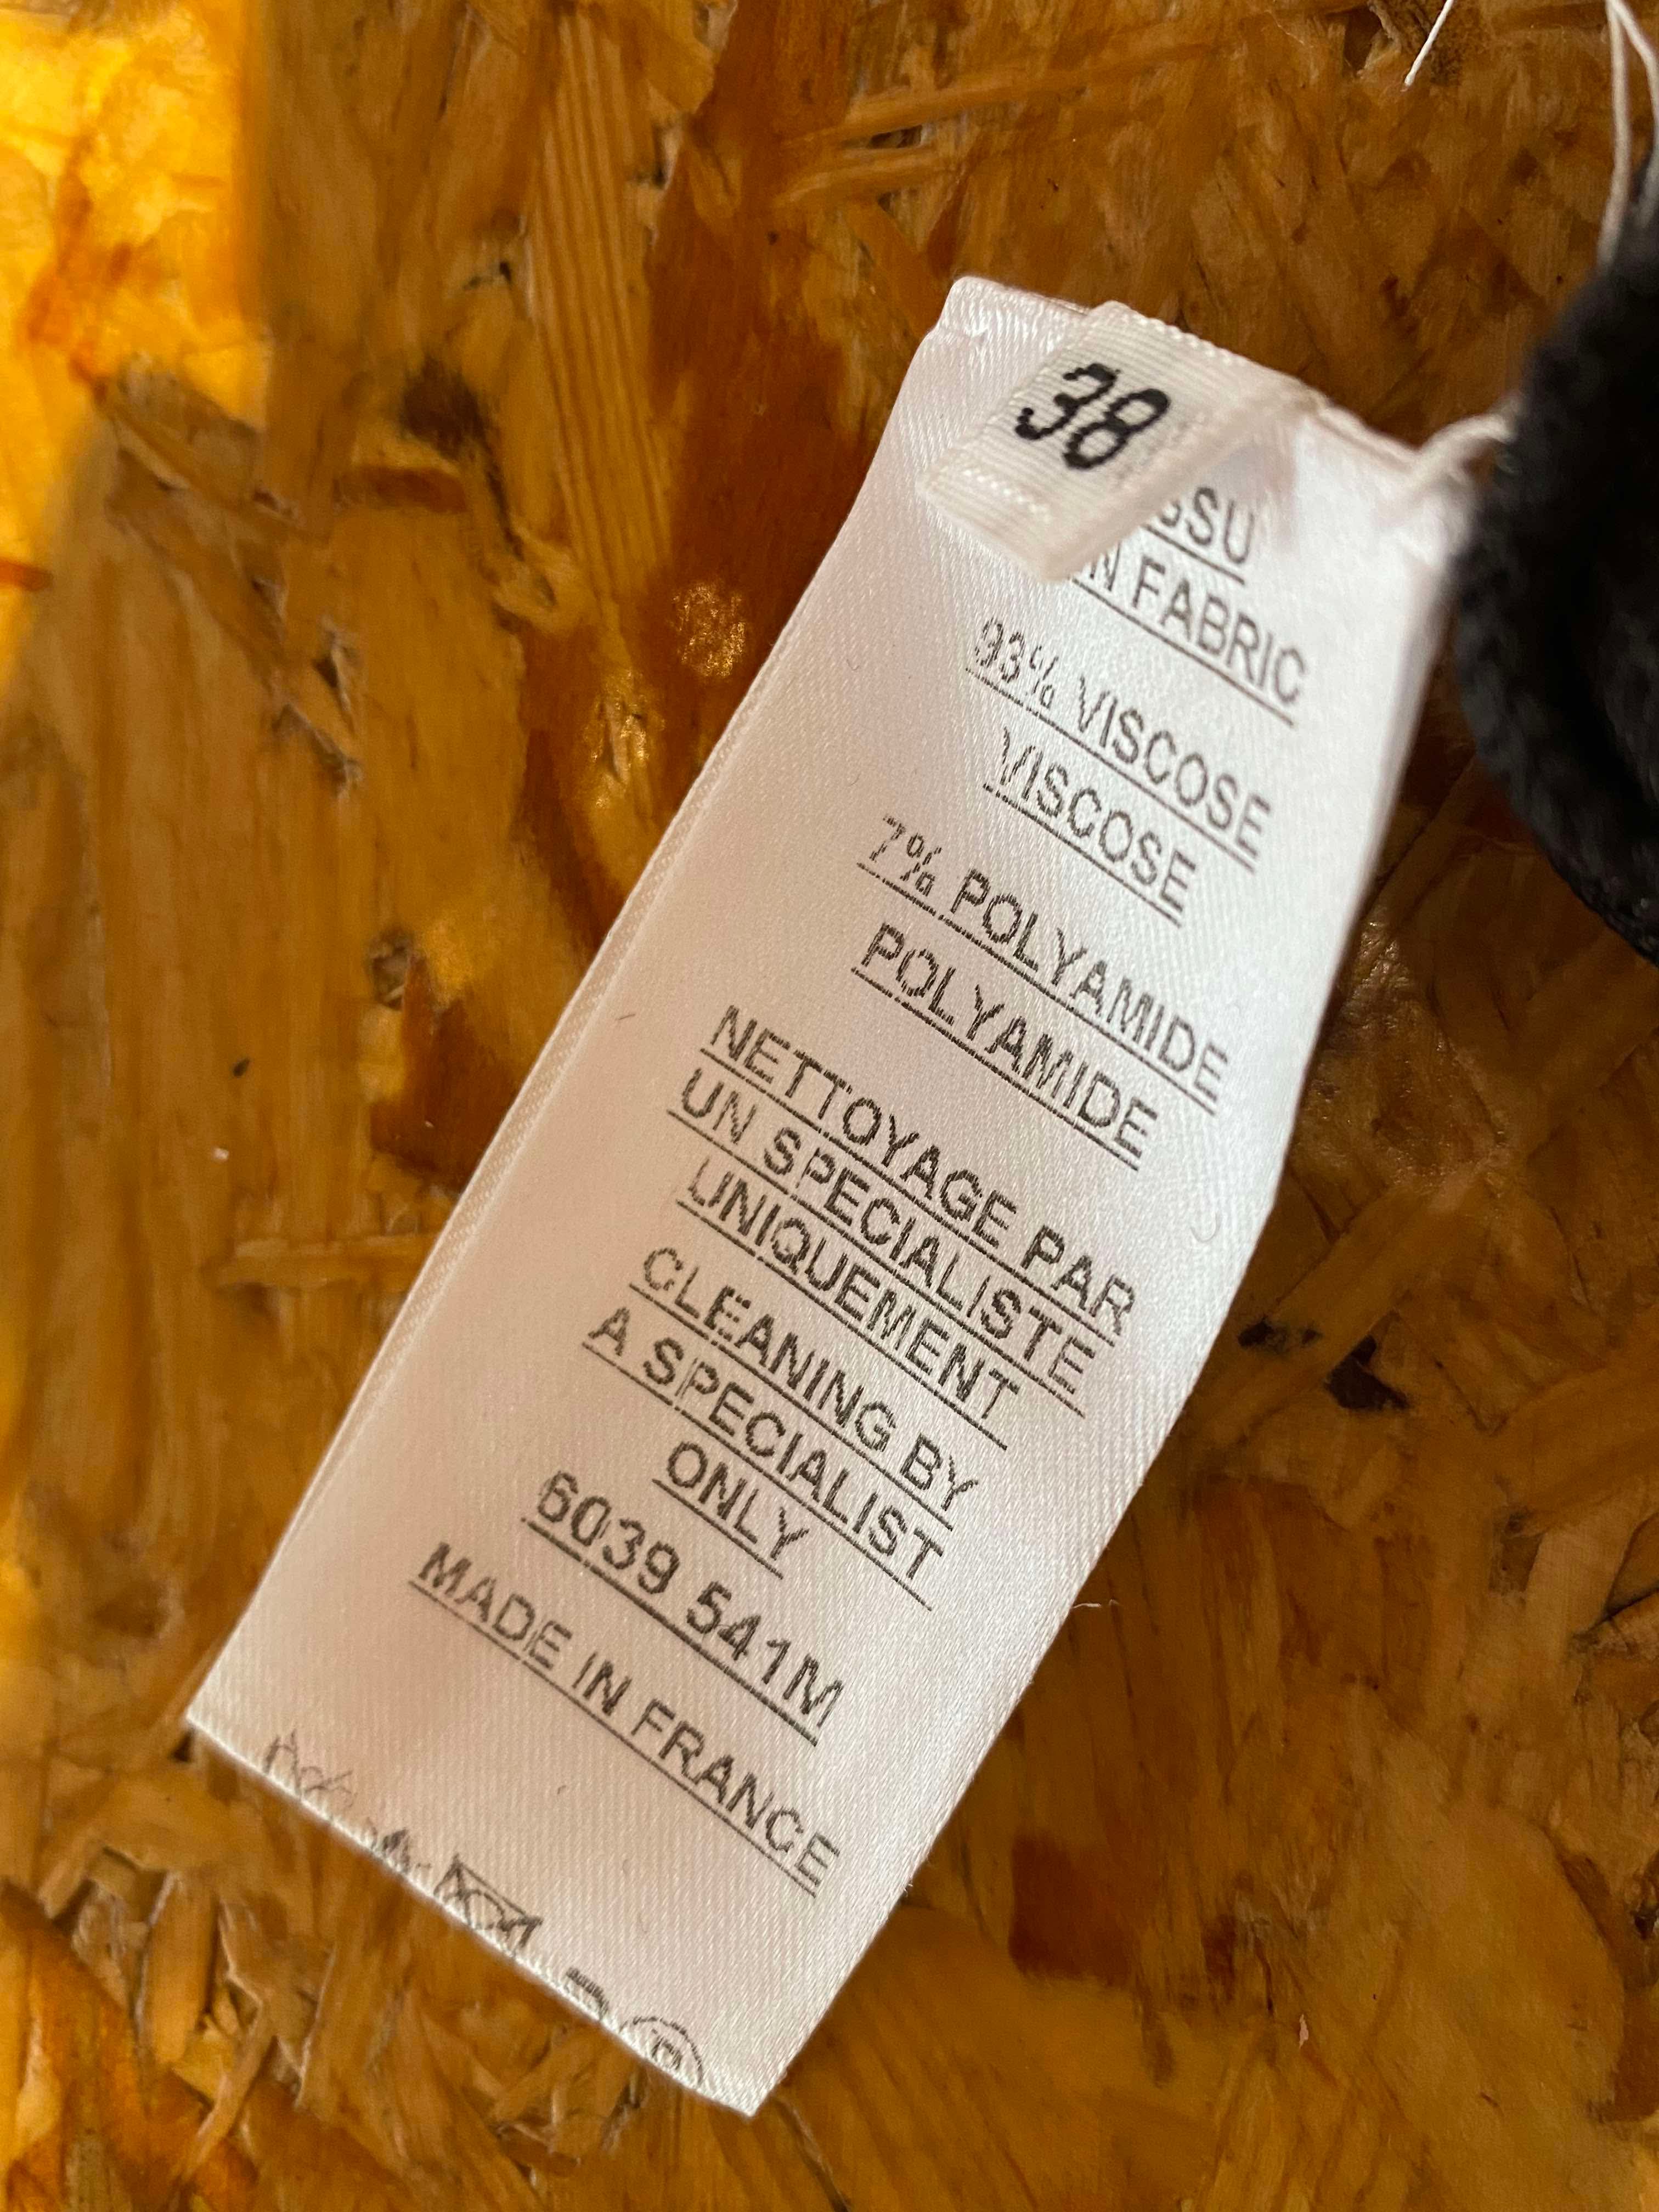 38
FABRIC
93% VISCOSE
VISCOSE
7% POLYAMIDE
POLYAMIDE
NETTOYAGE PAR
UN SPECIALISTE
UNIQUEMENT
CLEANING BY
A SPECIALIST
ONLY
6039 541M
MADE IN FRANCE